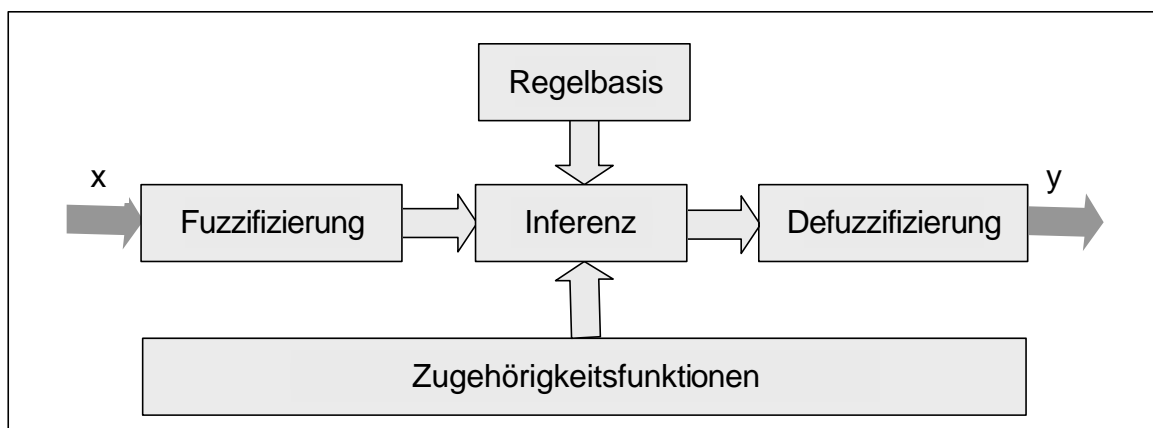 Regelbasis
x
Fuzzifizierung
Inferenz
Defuzzifizierung
y
Zugehörigkeitsfunktionen